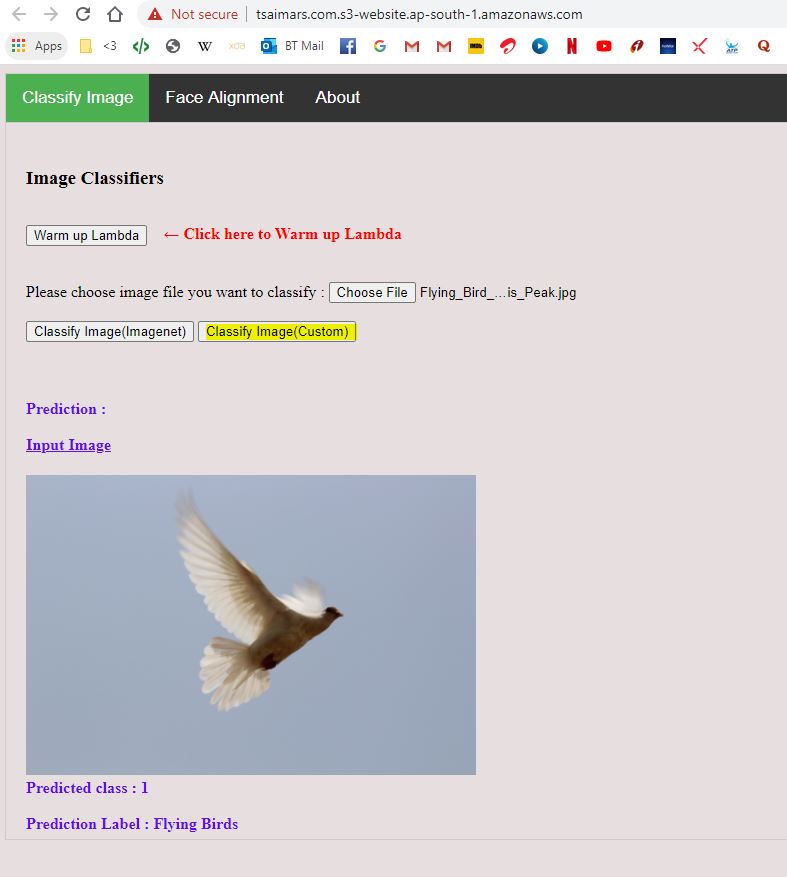 Not secure | tsaimars.com.s3-website.ap-south-1.amazonaws.com
Apps <3 </> W xda BT Mail f G M M IMDb N ATP Q
Classify Image Face Alignment About
Image Classifiers
Warm up Lambda ← Click here to Warm up Lambda
Please choose image file you want to classify : Choose File Flying_Bird_...is_Peak.jpg
Classify Image(Imagenet) Classify Image(Custom)
Prediction :
Input Image
Predicted class : 1
Prediction Label : Flying Birds